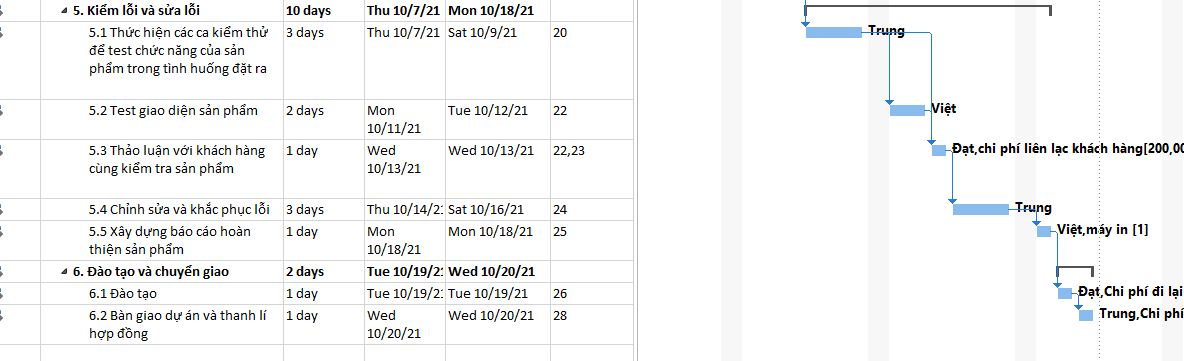 5. Kiểm lỗi và sửa lỗi 10 days Thu 10/7/21 Mon 10/18/21
5.1 Thức hiện các ca kiểm thử 3 days Thu 10/7/21 Sat 10/9/21 20 Trung
để test chức năng của sản
phẩm trong tình huống đặt ra
5.2 Test giao diện sản phẩm 2 days Mon Tue 10/12/21 22 Việt
10/11/21
5.3 Thảo luận với khách hàng 1 day Wed Wed 10/13/21 22,23 Đạt,chi phí liên lạc khách hàng[200,00
cùng kiểm tra sản phẩm 10/13/21
5.4 Chỉnh sửa và khắc phục lỗi 3 days Thu 10/14/21 Sat 10/16/21 24 Trung
5.5 Xây dựng báo cáo hoàn 1 day Mon Mon 10/18/21 25 Việt,máy in [1]
thiện sản phẩm 10/18/21
6. Đào tạo và chuyển giao 2 days Tue 10/19/21 Wed 10/20/21
6.1 Đào tạo 1 day Tue 10/19/21 Tue 10/19/21 26 Đạt,Chi phí đi lại
6.2 Bàn giao dự án và thanh lí 1 day Wed Wed 10/20/21 28 Trung,Chi phí
hợp đồng 10/20/21